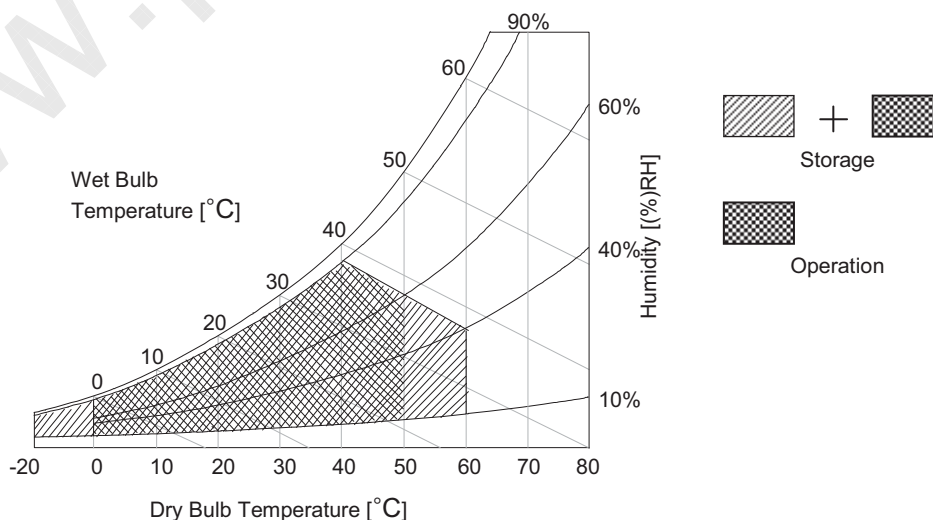 90%
60
60%
50
Wet Bulb
Temperature [°C]
40
40%
30
20
10
0
10%
Humidity [(%)RH]
-20 0 10 20 30 40 50 60 70 80
Dry Bulb Temperature [°C]
+
Storage
Operation